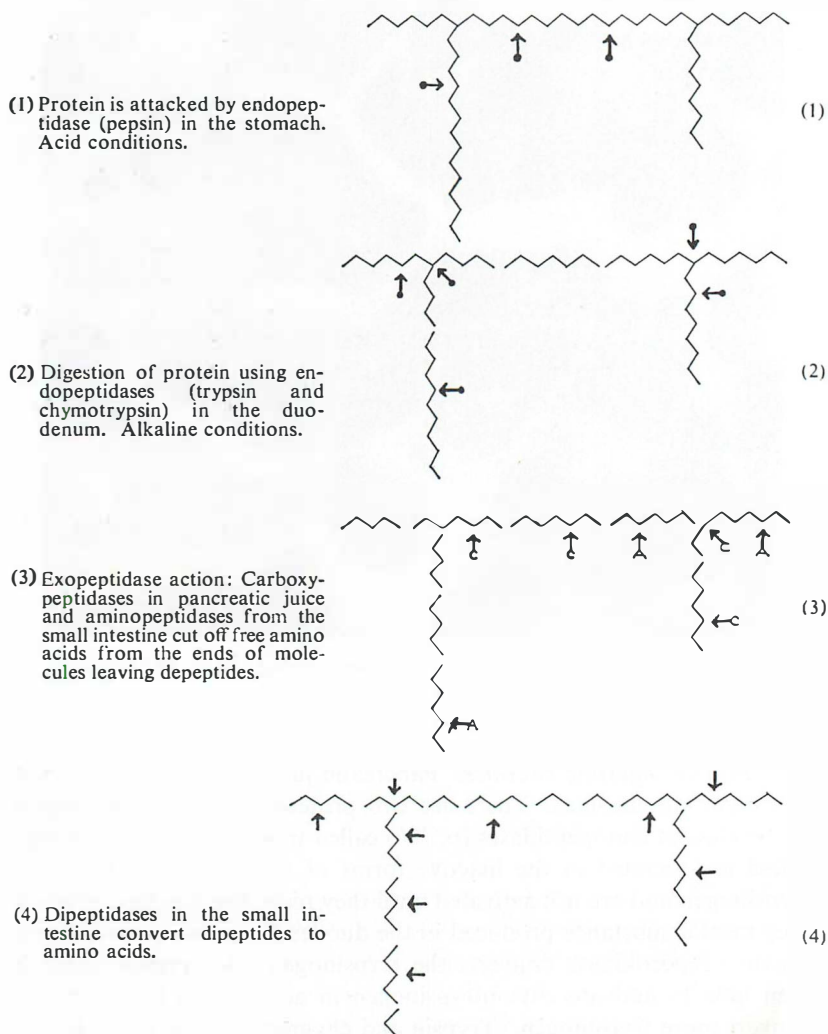 (1) Protein is attacked by endopep-
tidase (pepsin) in the stomach.
Acid conditions.
(1)
(2) Digestion of protein using en-
dopeptidases (trypsin and
chymotrypsin) in the duo-
denum. Alkaline conditions.
(2)
C C A C A
(3) Exopeptidase action: Carboxy-
peptidases in pancreatic juice
and aminopeptidases from the
small intestine cut off free amino
acids from the ends of mole-
cules leaving depeptides.
C
(3)
A
(4) Dipeptidases in the small in-
testine convert dipeptides to
amino acids.
(4)